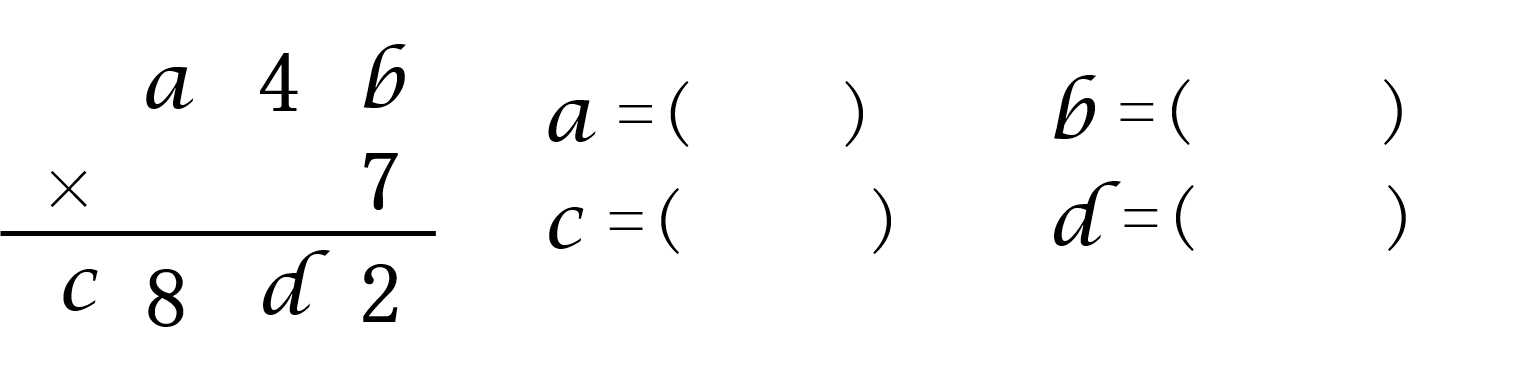 a 4 b
× 7
c 8 d 2
a =(    )    b =(    )
c =(    )    d =(    )